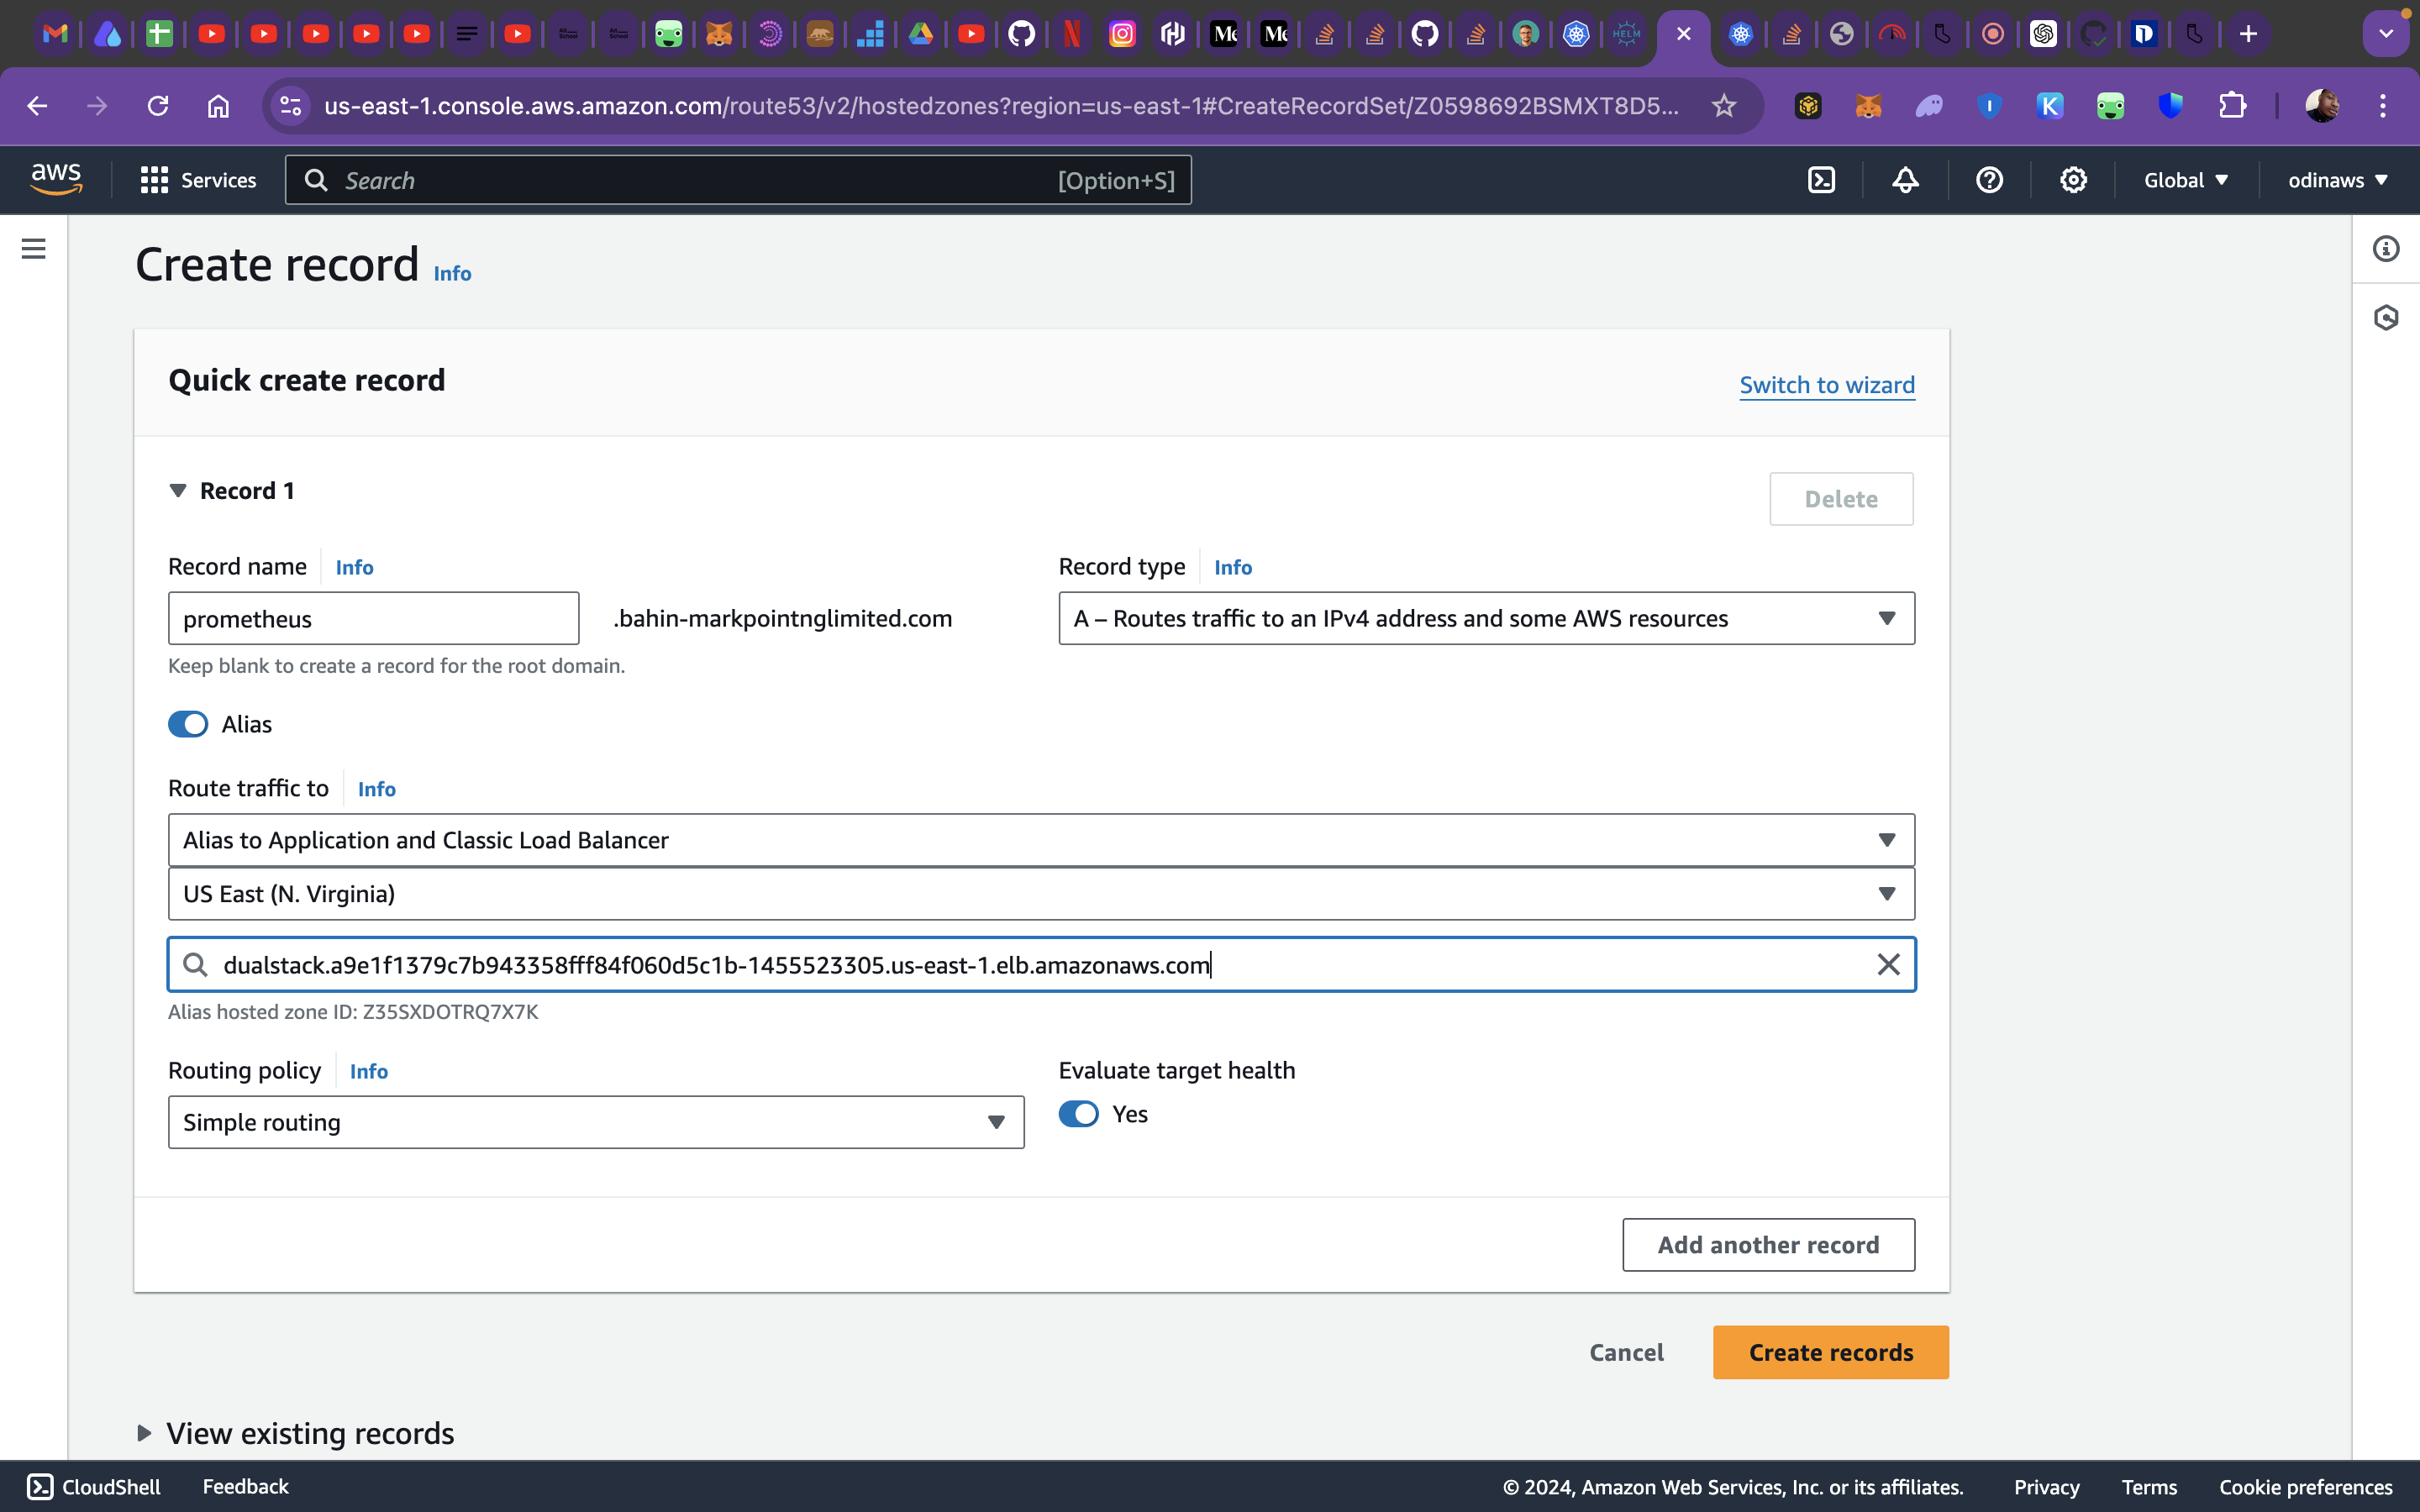 us-east-1.console.aws.amazon.com/route53/v2/hostedzones?region=us-east-1#CreateRecordSet/Z0598692BSMXT8D5...
aws
Services
Search
[Option+S]
Global
odinaws
Create record
Info
Quick create record
Switch to wizard
Record 1
Delete
Record name
Info
Record type
Info
prometheus
.bahin-markpointnglimited.com
A – Routes traffic to an IPv4 address and some AWS resources
Keep blank to create a record for the root domain.
Alias
Route traffic to
Info
Alias to Application and Classic Load Balancer
US East (N. Virginia)
dualstack.a9e1f1379c7b943358fff84f060d5c1b-1455523305.us-east-1.elb.amazonaws.com
Alias hosted zone ID: Z35SXDOTRQ7X7K
Routing policy
Info
Evaluate target health
Simple routing
Yes
Add another record
Cancel
Create records
View existing records
CloudShell
Feedback
© 2024, Amazon Web Services, Inc. or its affiliates.
Privacy
Terms
Cookie preferences